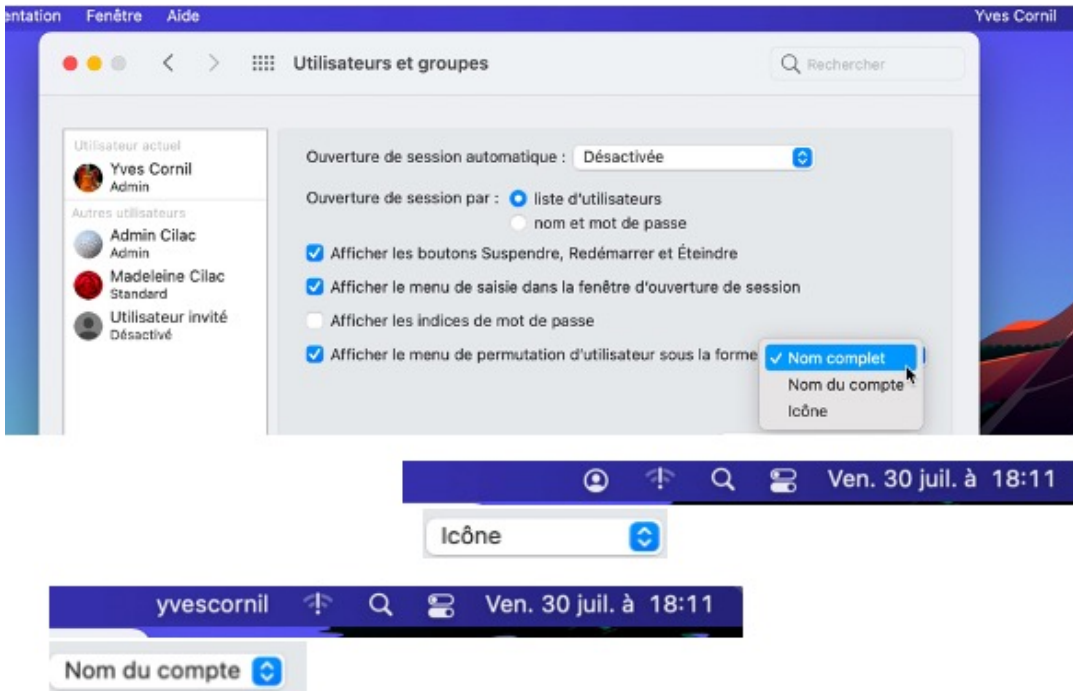 entation Fenêtre Aide Yves Cornil
Utilisateurs et groupes Rechercher
Utilisateur actuel
Yves Cornil
Admin
Autres utilisateurs
Admin Cilac
Admin
Madeleine Cilac
Standard
Utilisateur invité
Désactivé
Ouverture de session automatique : Désactivée
Ouverture de session par : liste d'utilisateurs
nom et mot de passe
Afficher les boutons Suspendre, Redémarrer et Éteindre
Afficher le menu de saisie dans la fenêtre d'ouverture de session
Afficher les indices de mot de passe
Afficher le menu de permutation d'utilisateur sous la forme
Nom complet
Nom du compte
Icône
Ven. 30 juil. à 18:11
Icône
yvescornil Ven. 30 juil. à 18:11
Nom du compte